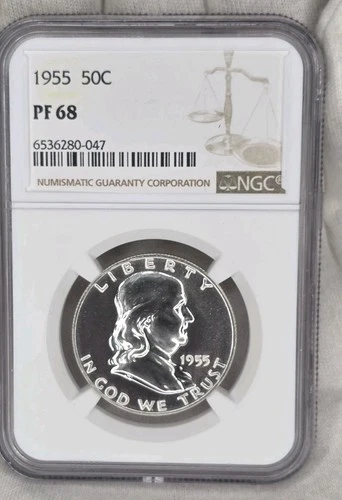 1955 50C
PF 68
6536280-047
NUMISMATIC GUARANTY CORPORATION
NGC®
LIBERTY
1955
IN GOD WE TRUST